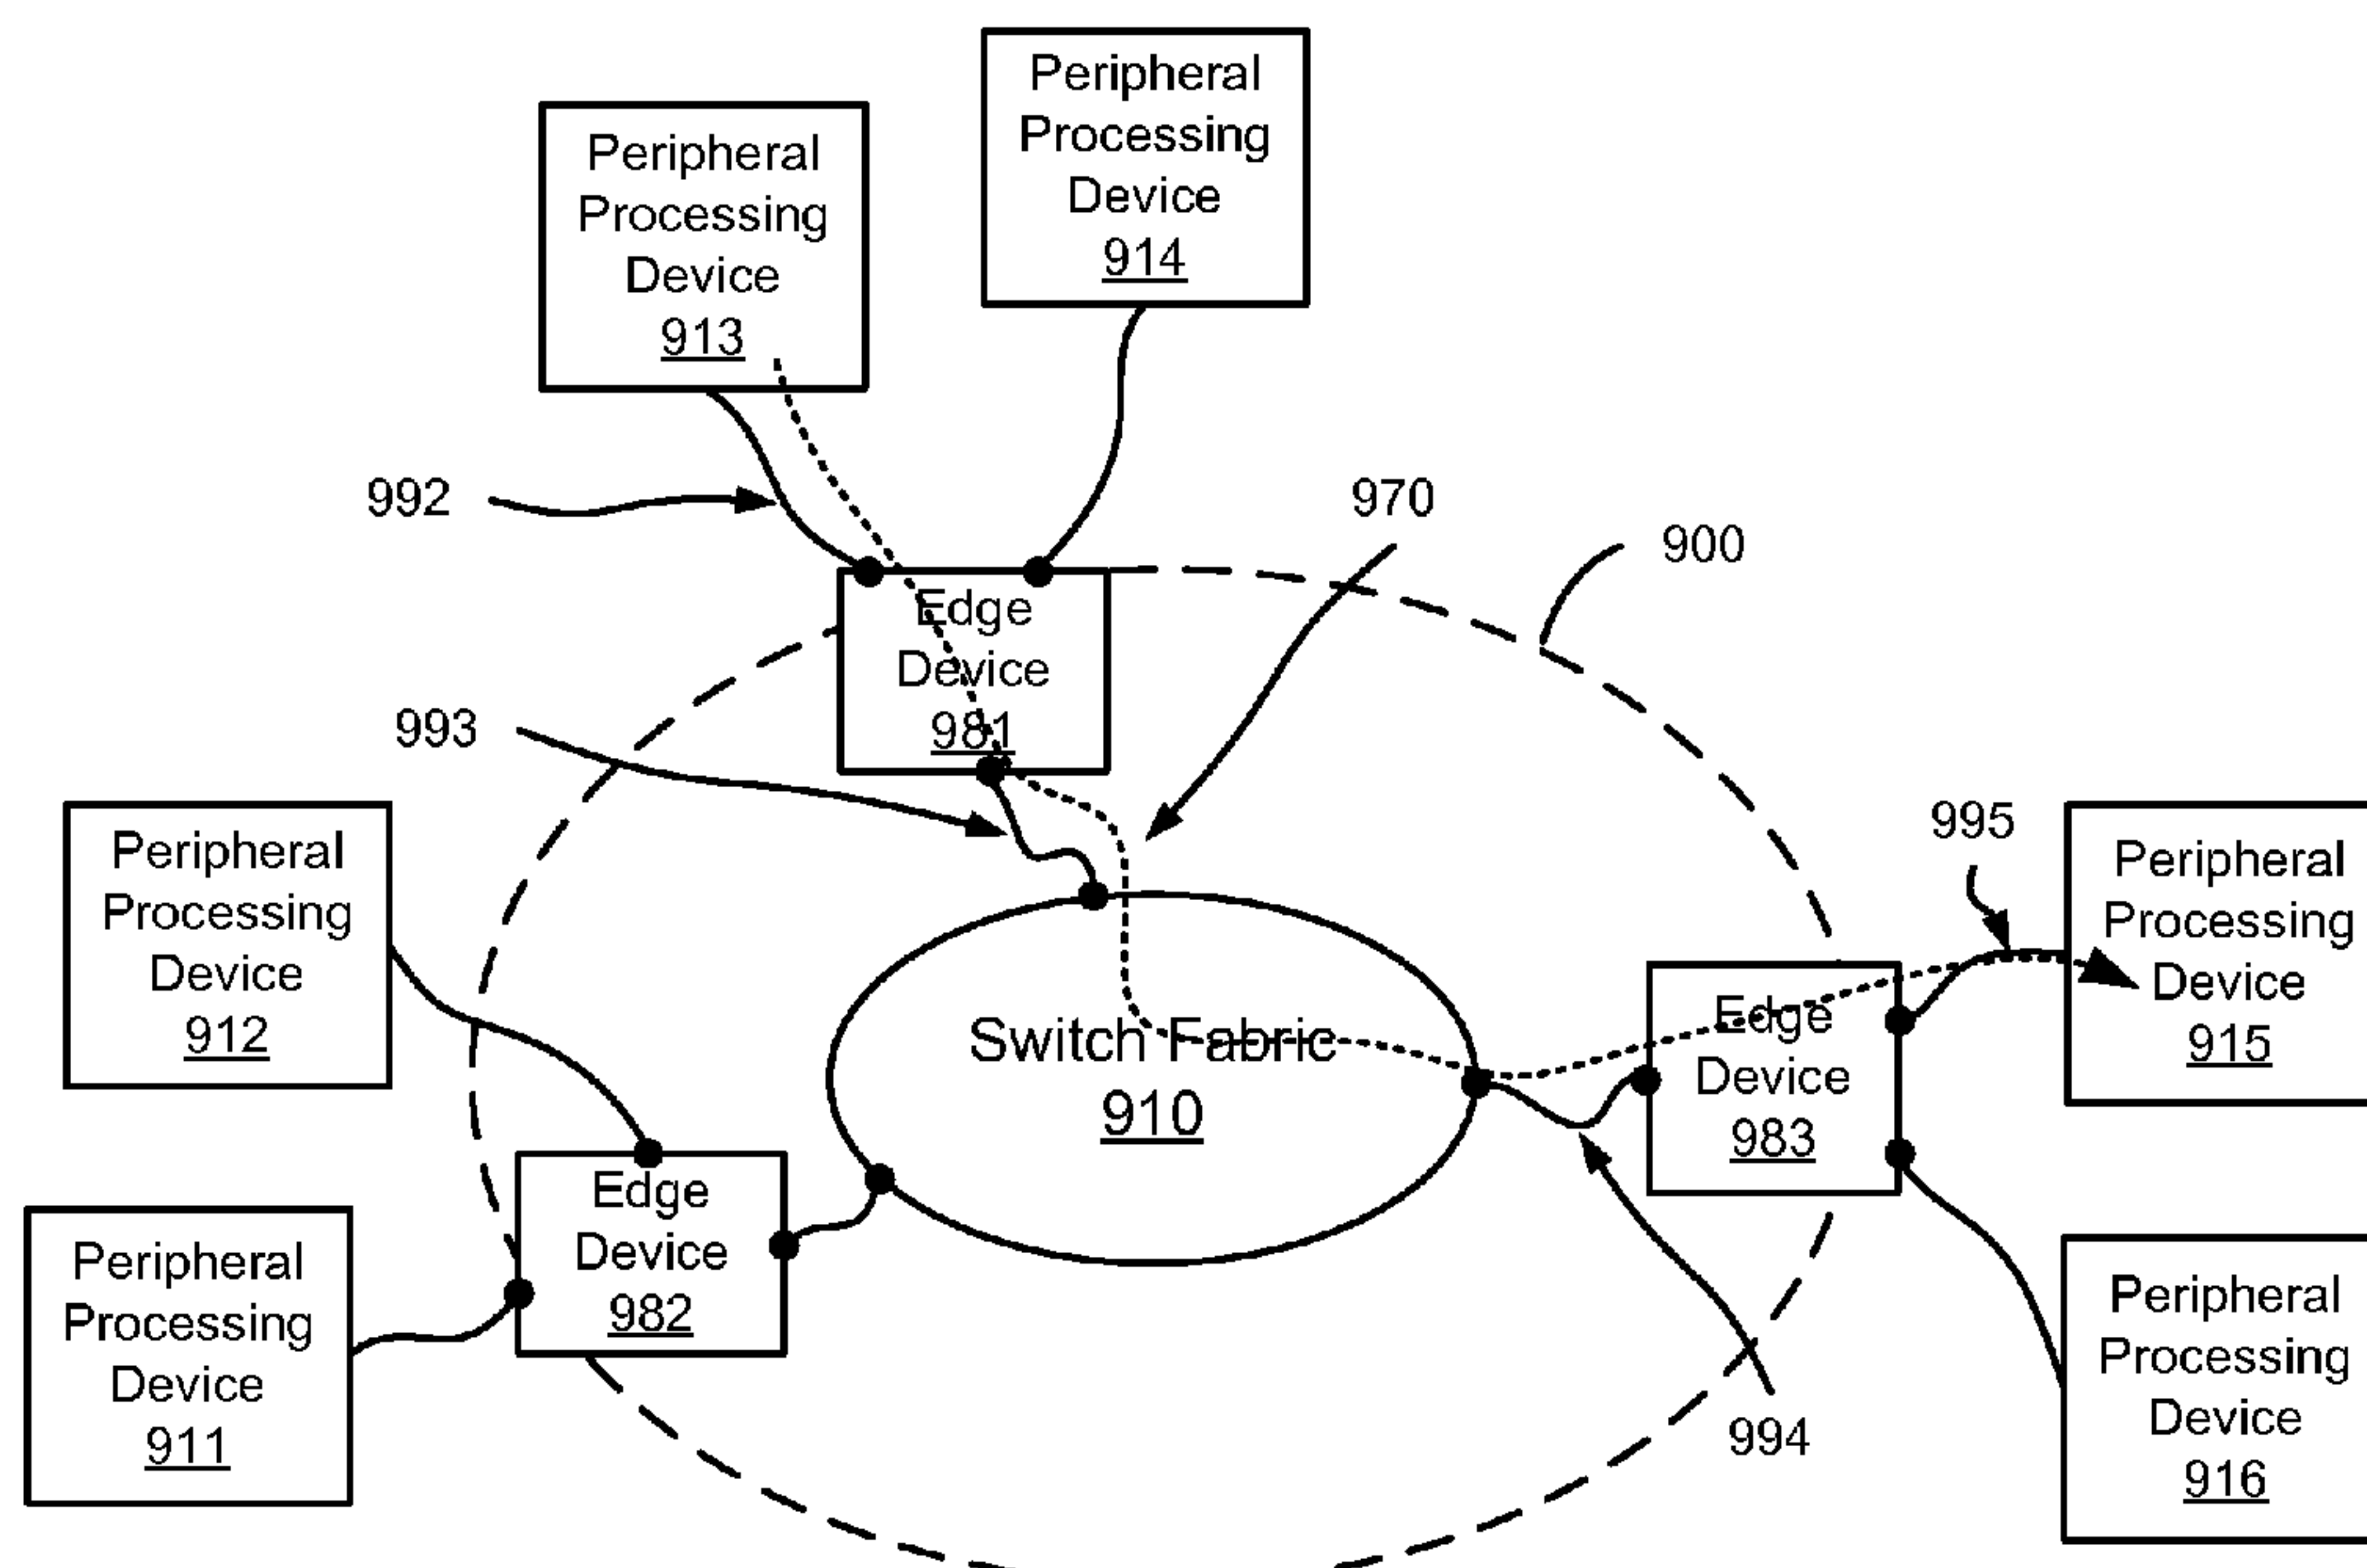 Peripheral
Processing
Device
914
Peripheral
Processing
Device
913
992
970
900
Edge
Device
981
993
995
Peripheral
Processing
Device
912
Peripheral
Processing
Device
915
Switch Fabric
910
Edge
Device
983
Edge
Device
982
Peripheral
Processing
Device
911
994
Peripheral
Processing
Device
916